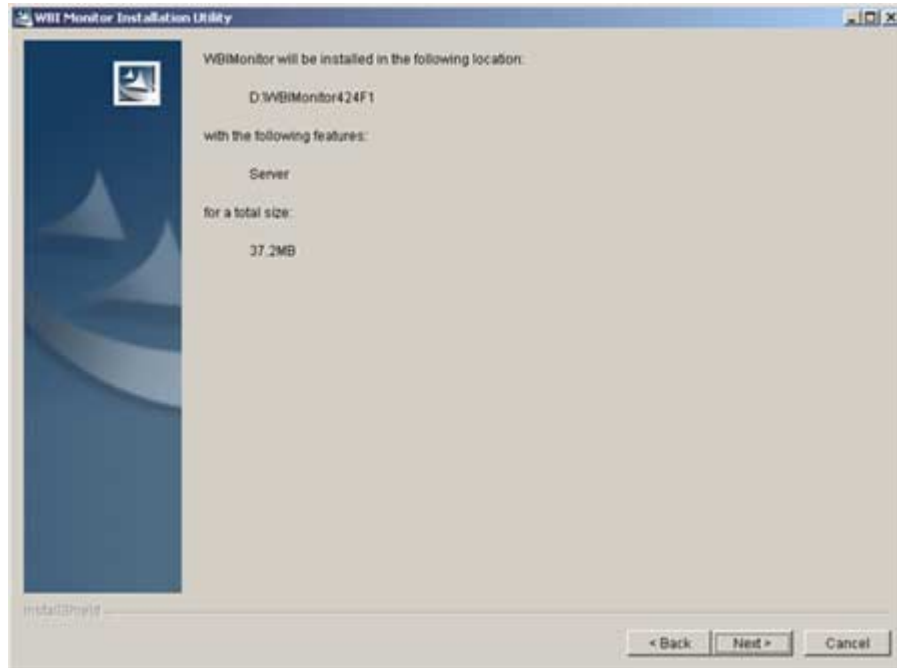 WBI Monitor Installation Utility
WBIMonitor will be installed in the following location:
D:\WBIMonitor424F1
with the following features:
Server
for a total size:
37.2MB
InstallShield
< Back
Next >
Cancel